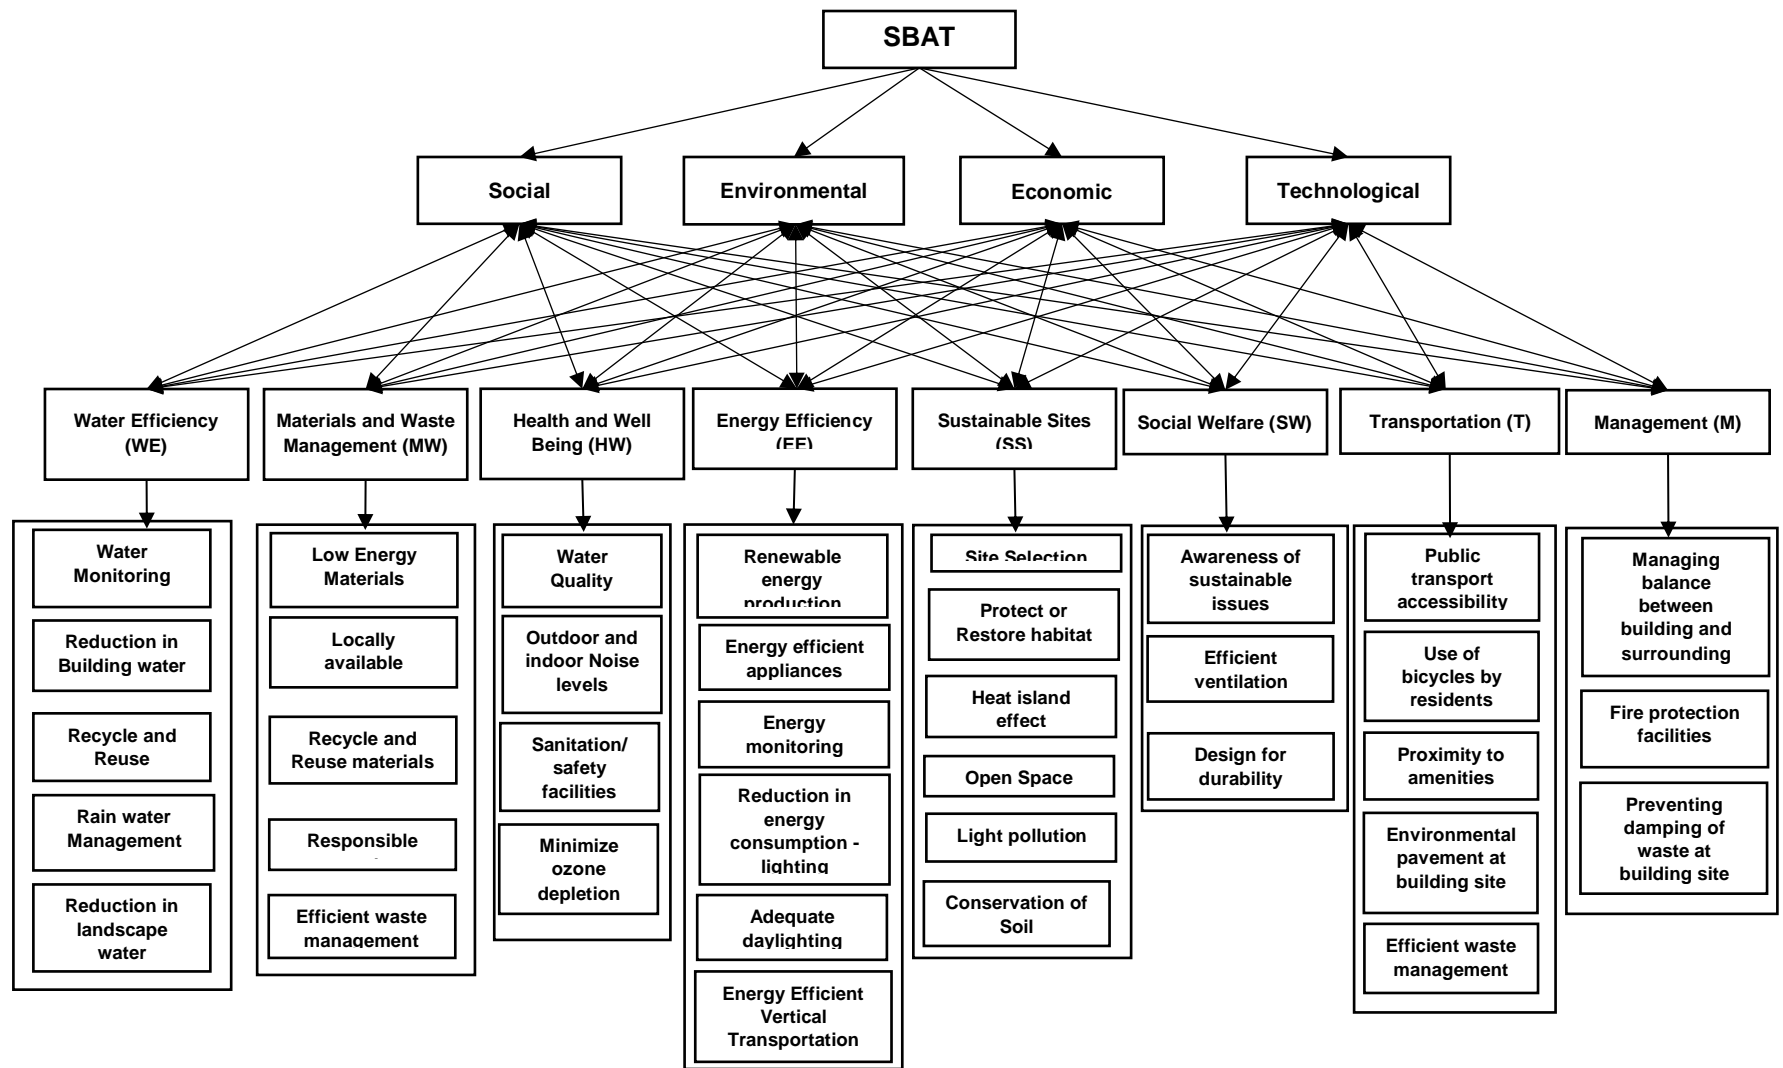 SBAT
Social
Environmental
Economic
Technological
Water Efficiency
(WE)
Materials and Waste
Management (MW)
Health and Well
Being (HW)
Energy Efficiency
(EE)
Sustainable Sites
(SS)
Social Welfare (SW)
Transportation (T)
Management (M)
Water
Monitoring
Reduction in
Building water
Recycle and
Reuse
Rain water
Management
Reduction in
landscape
water
Low Energy
Materials
Locally
available
Recycle and
Reuse materials
Responsible
Efficient waste
management
Water
Quality
Outdoor and
indoor Noise
levels
Sanitation/
safety
facilities
Minimize
ozone
depletion
Renewable
energy
production
Energy efficient
appliances
Energy
monitoring
Reduction in
energy
consumption -
lighting
Adequate
daylighting
Energy Efficient
Vertical
Transportation
Site Selection
Protect or
Restore habitat
Heat island
effect
Open Space
Light pollution
Conservation of
Soil
Awareness of
sustainable
issues
Efficient
ventilation
Design for
durability
Public
transport
accessibility
Use of
bicycles by
residents
Proximity to
amenities
Environmental
pavement at
building site
Efficient waste
management
Managing
balance
between
building and
surrounding
Fire protection
facilities
Preventing
damping of
waste at
building site